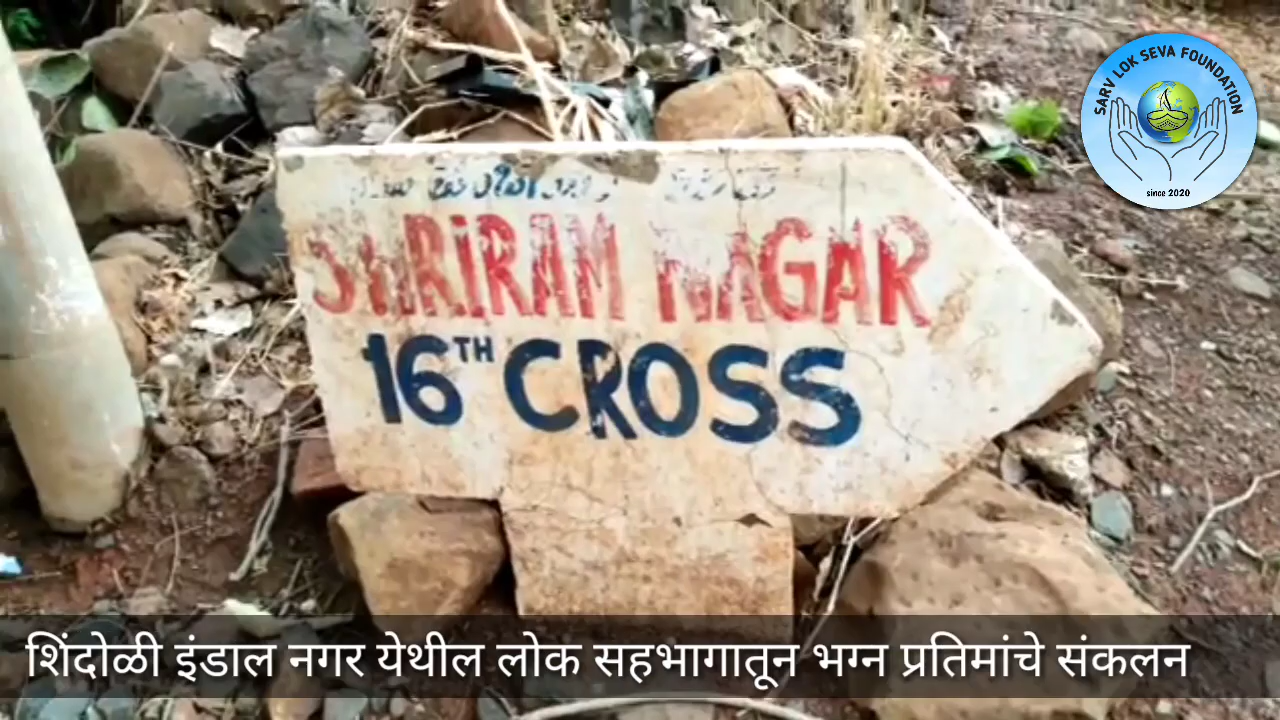 SARV LOK SEVA FOUNDATION
since 2020
SHRIRAM NAGAR
16TH CROSS
शिंदोळी इंडाल नगर येथील लोक सहभागातून भग्न प्रतिमांचे संकलन